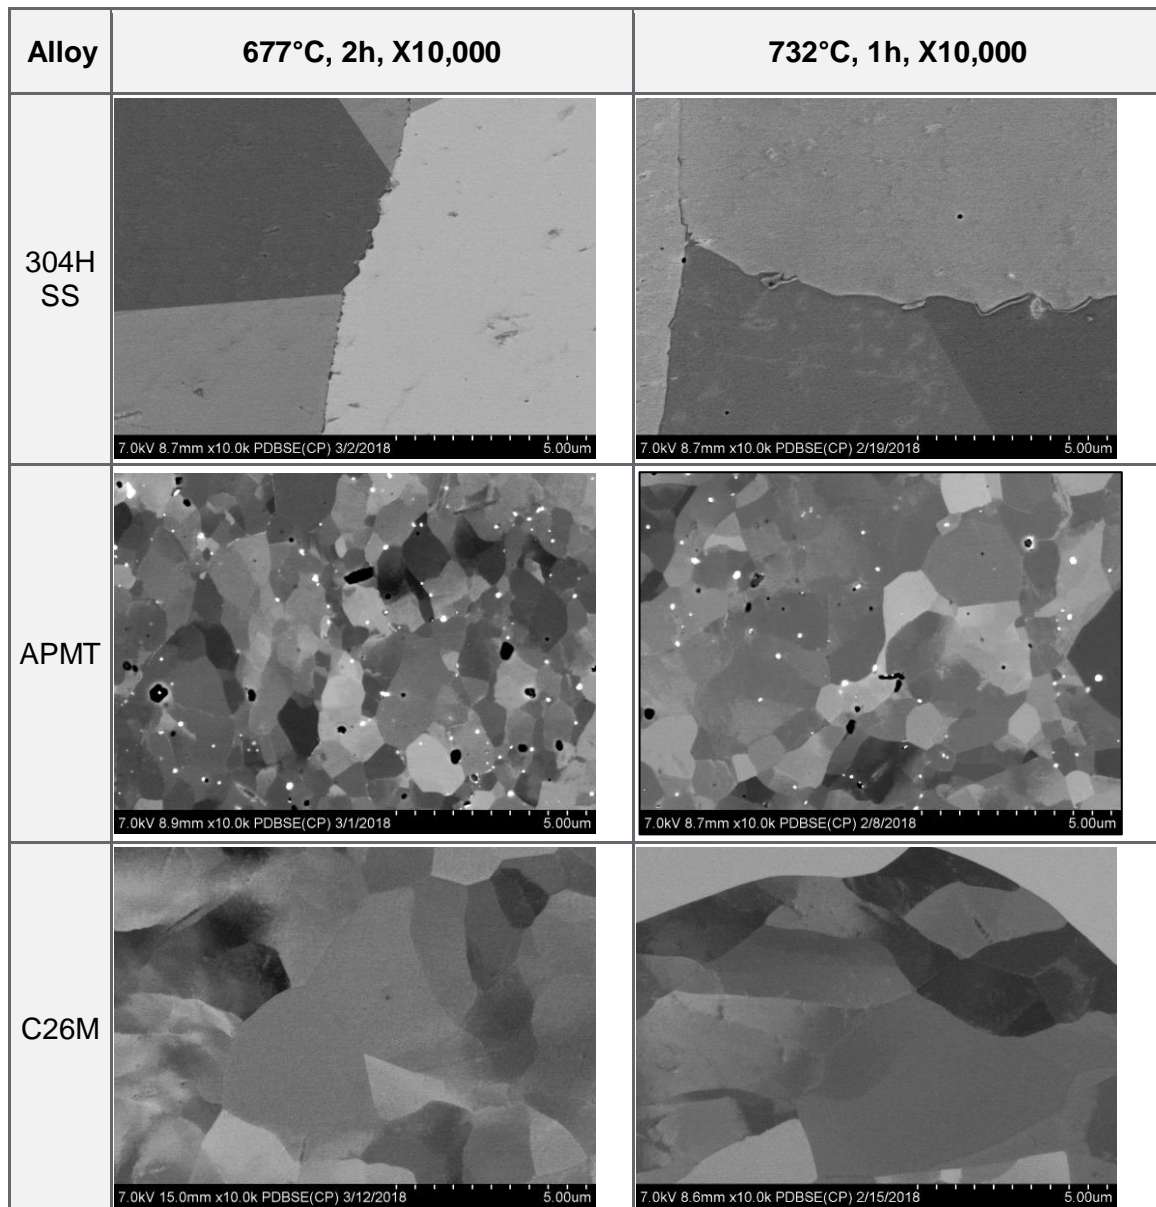 Alloy
677°C, 2h, X10,000
732°C, 1h, X10,000
304H
SS
7.0kV 8.7mm x10.0k PDBSE(CP) 3/2/2018 5.00um
7.0kV 8.7mm x10.0k PDBSE(CP) 2/19/2018 5.00um
APMT
7.0kV 8.9mm x10.0k PDBSE(CP) 3/1/2018 5.00um
7.0kV 8.7mm x10.0k PDBSE(CP) 2/8/2018 5.00um
C26M
7.0kV 15.0mm x10.0k PDBSE(CP) 3/12/2018 5.00um
7.0kV 8.6mm x10.0k PDBSE(CP) 2/15/2018 5.00um